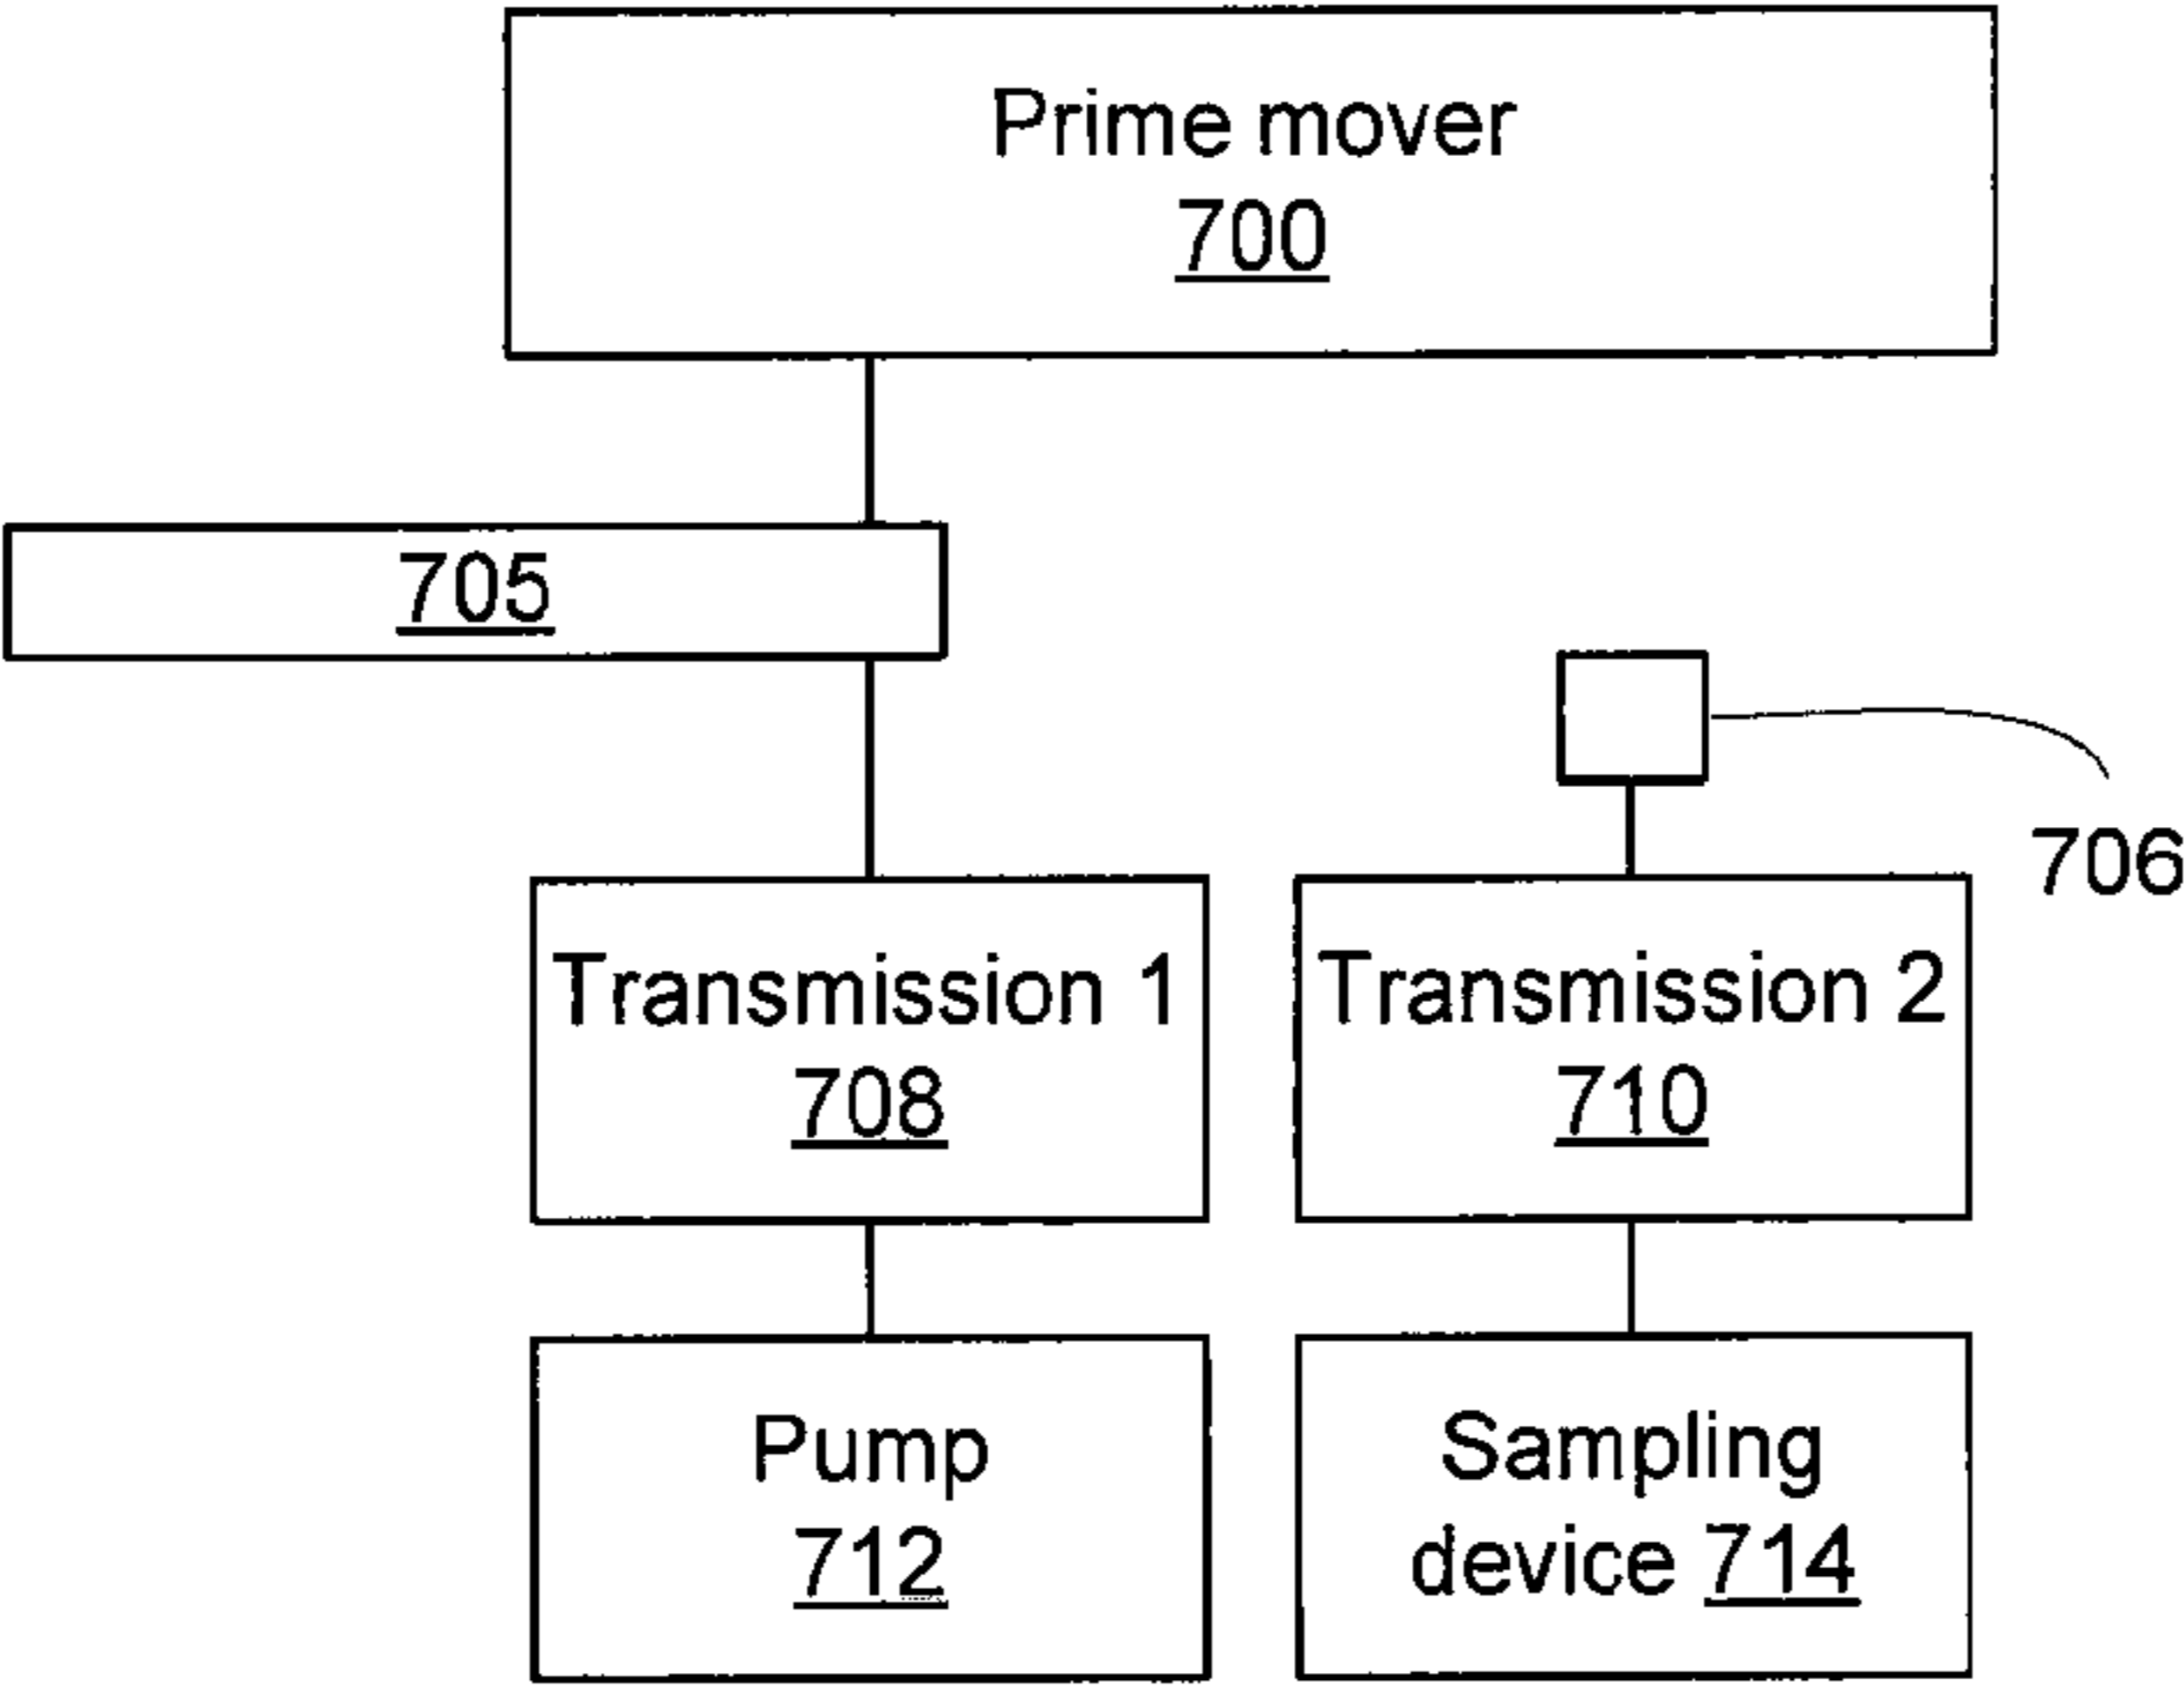 Prime mover
700
705
706
Transmission 1
708
Transmission 2
710
Pump
712
Sampling
device 714